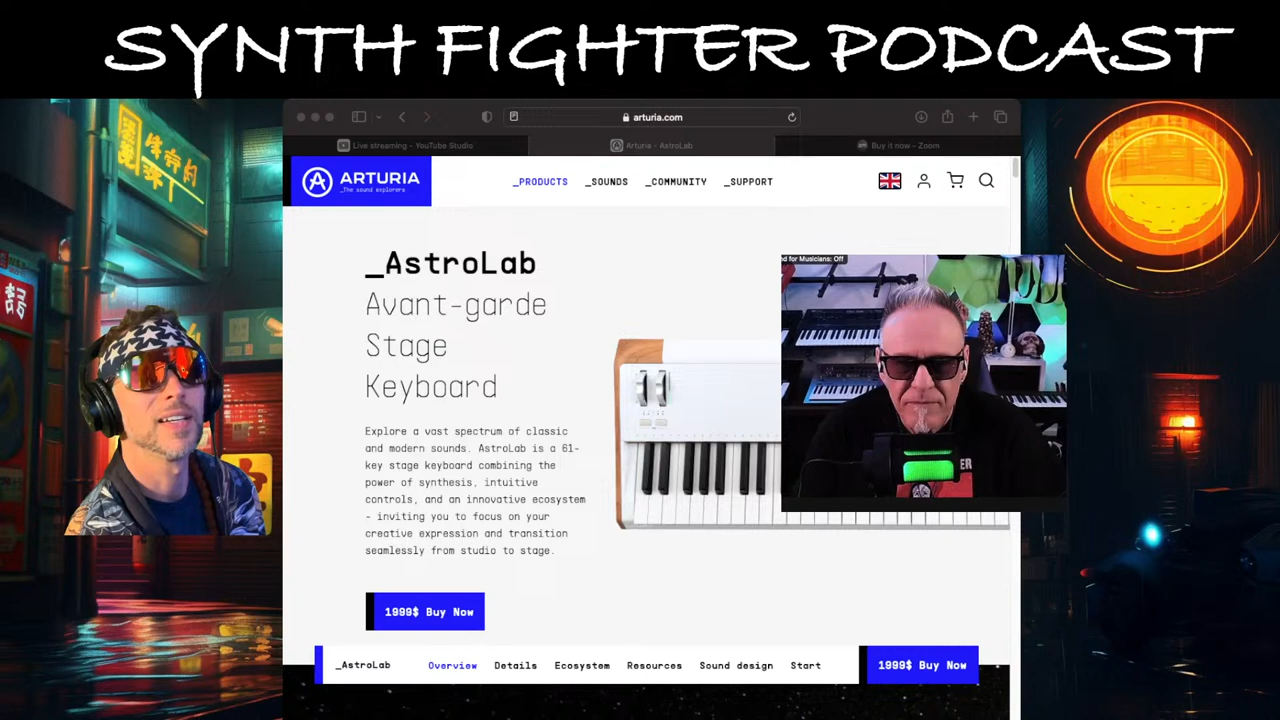 SYNTH FIGHTER PODCAST
arturia.com
Live streaming - YouTube Studio
Arturia - AstroLab
Buy it now - Zoom
ARTURIA
_The sound explorers
_PRODUCTS _SOUNDS _COMMUNITY _SUPPORT
_AstroLab
Avant-garde
Stage
Keyboard
d for Musicians: Off
Explore a vast spectrum of classic
and modern sounds. AstroLab is a 61-
key stage keyboard combining the
power of synthesis, intuitive
controls, and an innovative ecosystem
- inviting you to focus on your
creative expression and transition
seamlessly from studio to stage.
1999$ Buy Now
_AstroLab Overview Details Ecosystem Resources Sound design Start 1999$ Buy Now